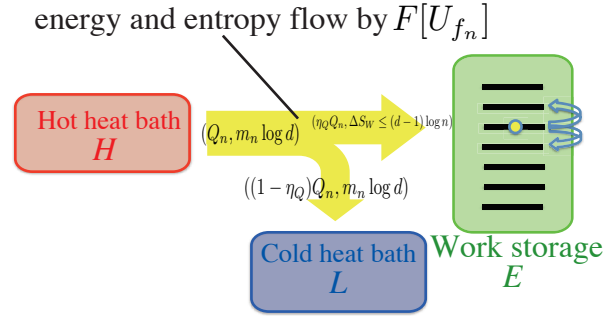 energy and entropy flow by F[U_{f_n}]
Hot heat bath
H
(Q_n, m_n log d)
(η_Q Q_n, ΔS_W ≤ (d − 1) log n)
((1 − η_Q)Q_n, m_n log d)
Cold heat bath
L
Work storage
E